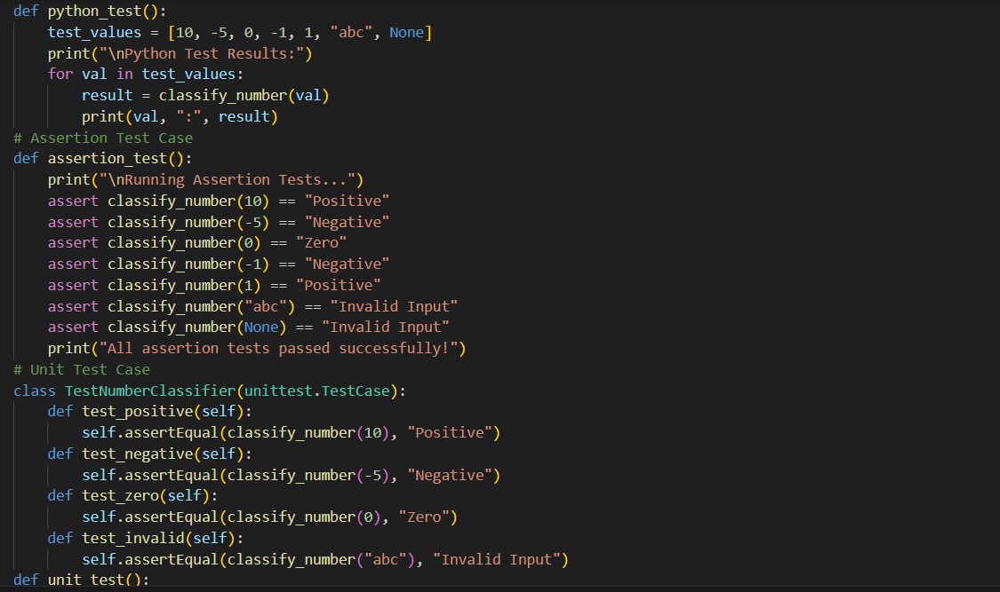 def python_test():
    test_values = [10, -5, 0, -1, 1, "abc", None]
    print("\nPython Test Results:")
    for val in test_values:
        result = classify_number(val)
        print(val, ":", result)
# Assertion Test Case
def assertion_test():
    print("\nRunning Assertion Tests...")
    assert classify_number(10) == "Positive"
    assert classify_number(-5) == "Negative"
    assert classify_number(0) == "Zero"
    assert classify_number(-1) == "Negative"
    assert classify_number(1) == "Positive"
    assert classify_number("abc") == "Invalid Input"
    assert classify_number(None) == "Invalid Input"
    print("All assertion tests passed successfully!")
# Unit Test Case
class TestNumberClassifier(unittest.TestCase):
    def test_positive(self):
        self.assertEqual(classify_number(10), "Positive")
    def test_negative(self):
        self.assertEqual(classify_number(-5), "Negative")
    def test_zero(self):
        self.assertEqual(classify_number(0), "Zero")
    def test_invalid(self):
        self.assertEqual(classify_number("abc"), "Invalid Input")
def unit_test():